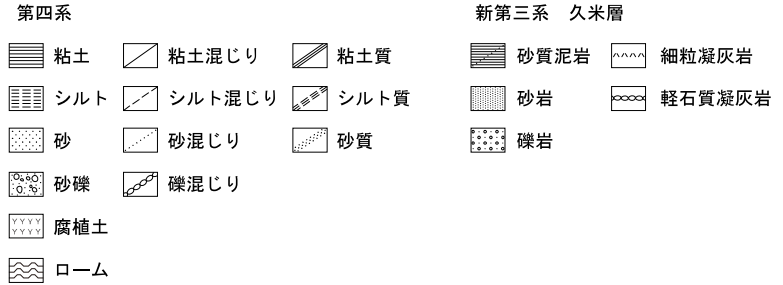 第四系
粘土 粘土混じり 粘土質
シルト シルト混じり シルト質
砂 砂混じり 砂質
砂礫 礫混じり
腐植土
ローム
新第三系 久米層
砂質泥岩 細粒凝灰岩
砂岩 軽石質凝灰岩
礫岩